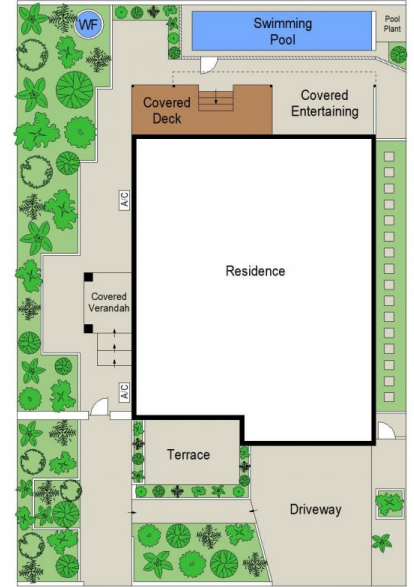 WF
Swimming
Pool
Pool
Plant
Covered
Deck
Covered
Entertaining
A/C
Residence
Covered
Verandah
A/C
Terrace
Driveway